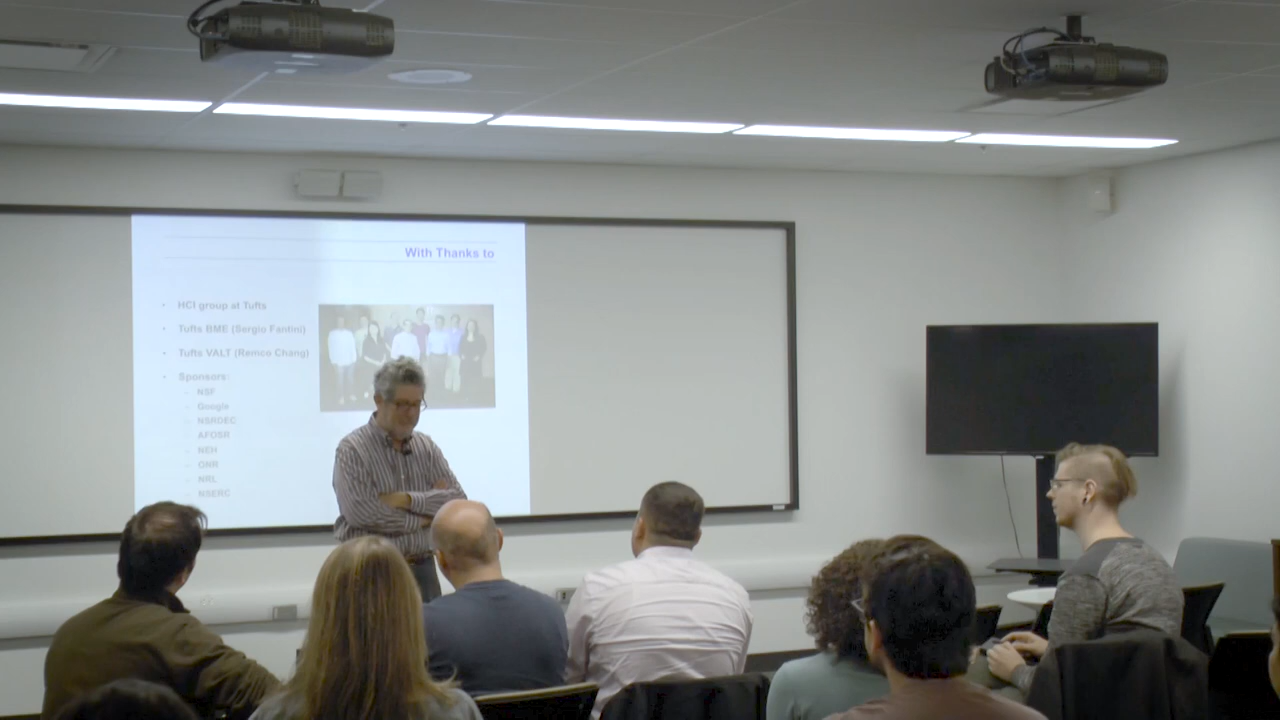 With Thanks to
• HCI group at Tufts
• Tufts BME (Sergio Fantini)
• Tufts VALT (Remco Chang)
• Sponsors:
– NSF
– Google
– NSRDEC
– AFOSR
– NEH
– ONR
– NRL
– NSERC